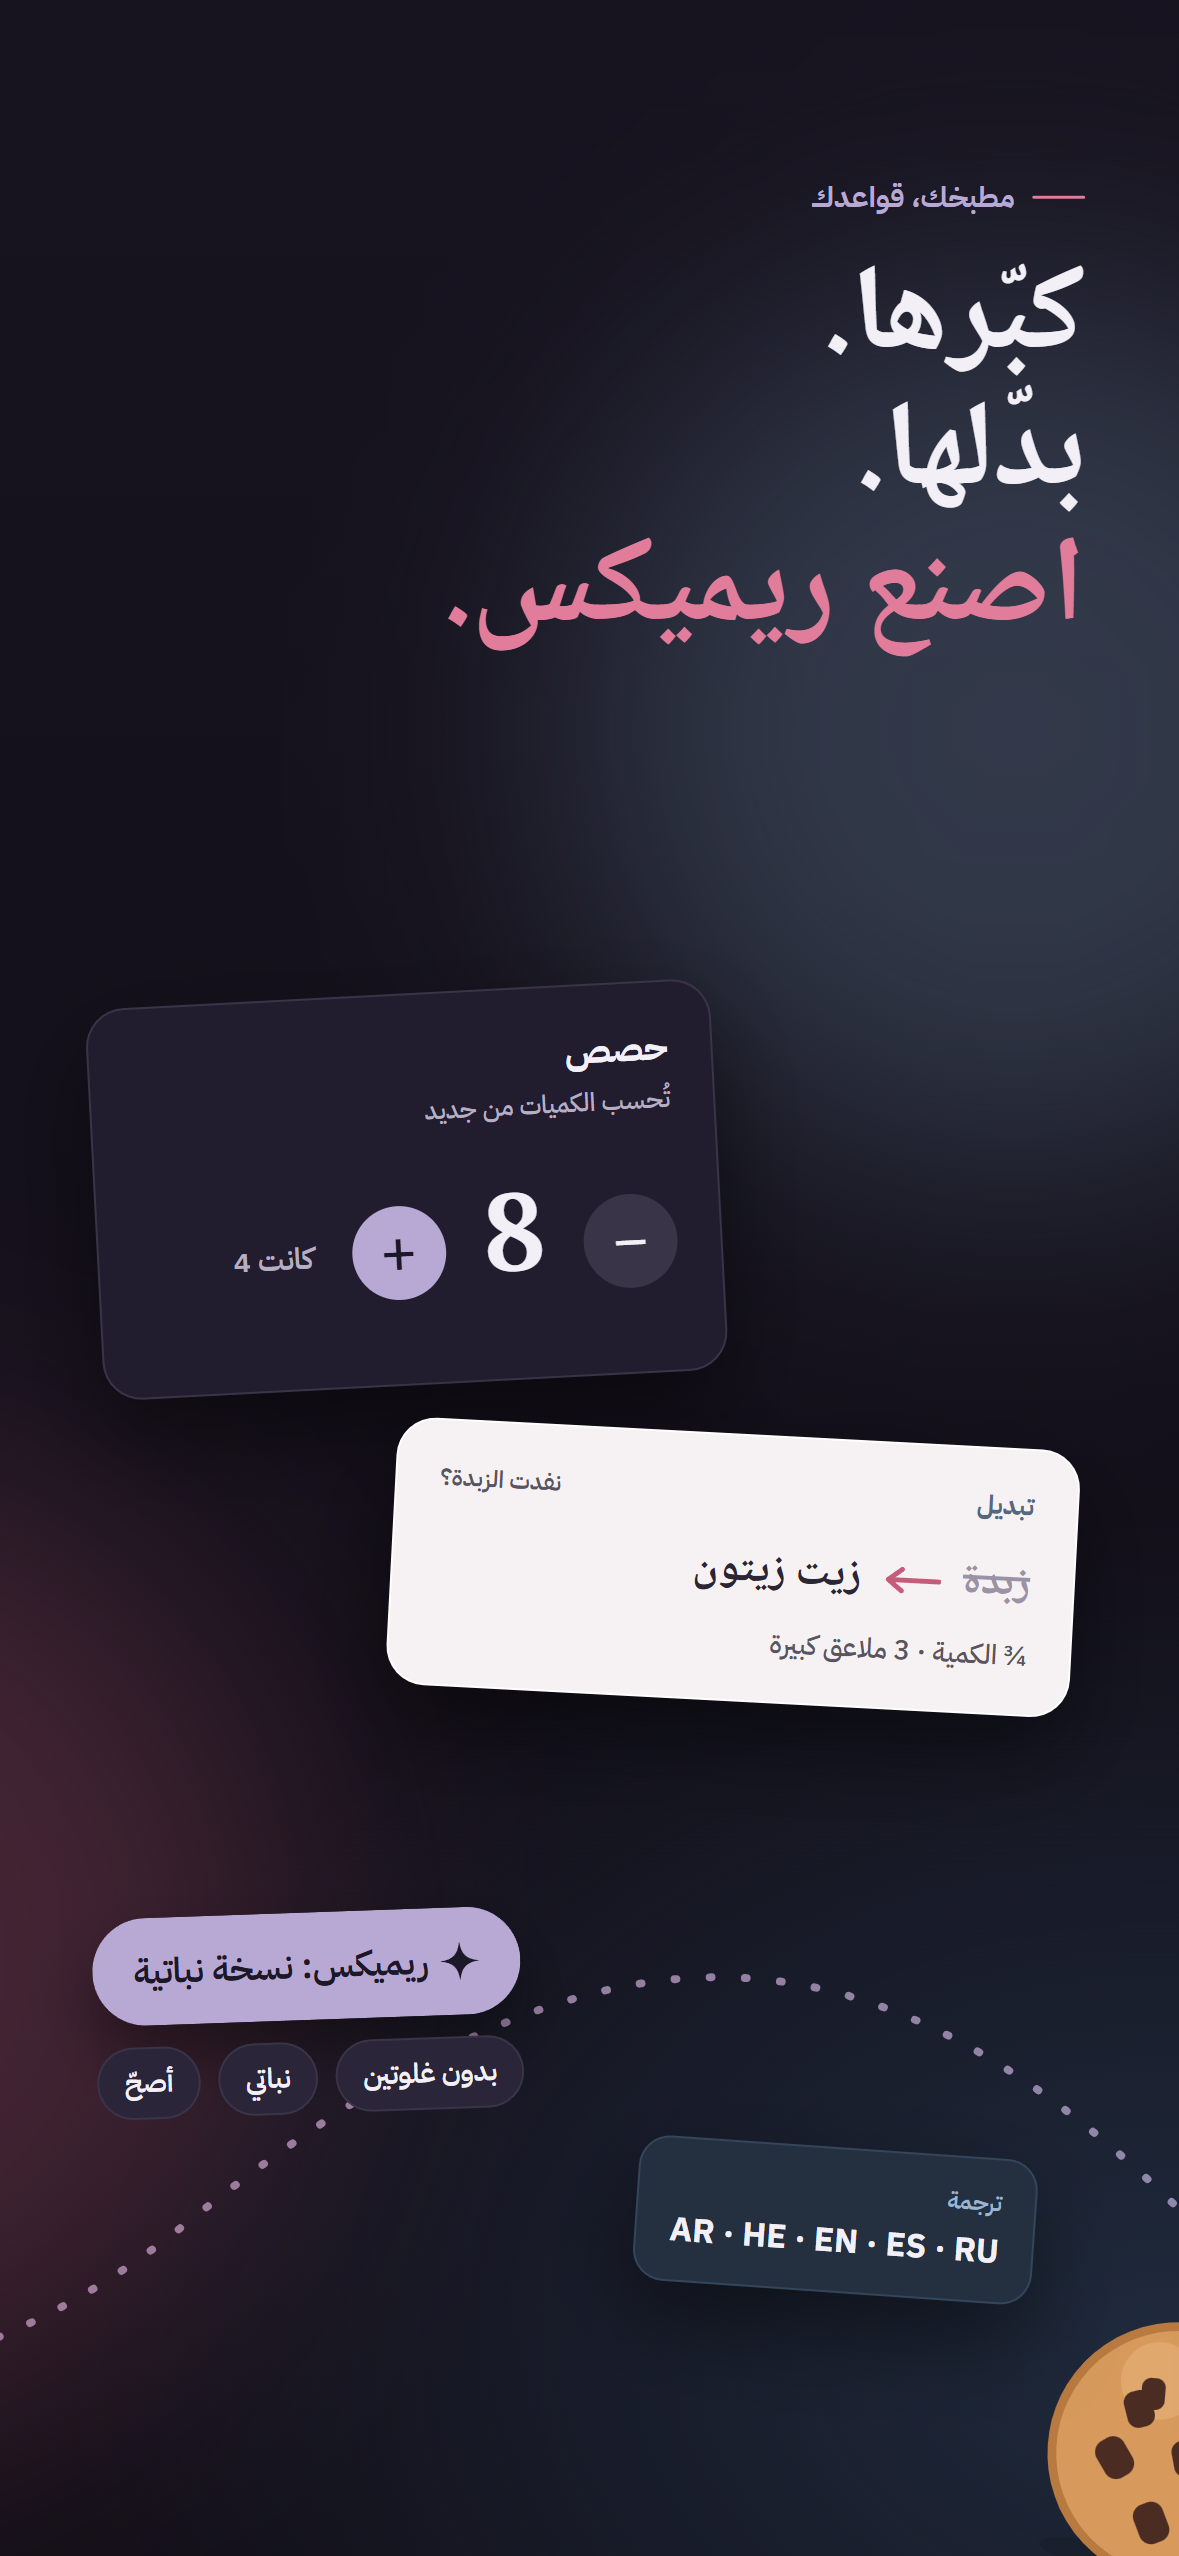 مطبخك، قواعدك
كبّرها.
بدّلها.
اصنع ريميكس.
حصص
تُحسب الكميات من جديد
− 8 + كانت 4
تبديل نفدت الزبدة؟
زبدة ← زيت زيتون
¾ الكمية · 3 ملاعق كبيرة
✦ ريميكس: نسخة نباتية
بدون غلوتين نباتي أصحّ
ترجمة
AR · HE · EN · ES · RU